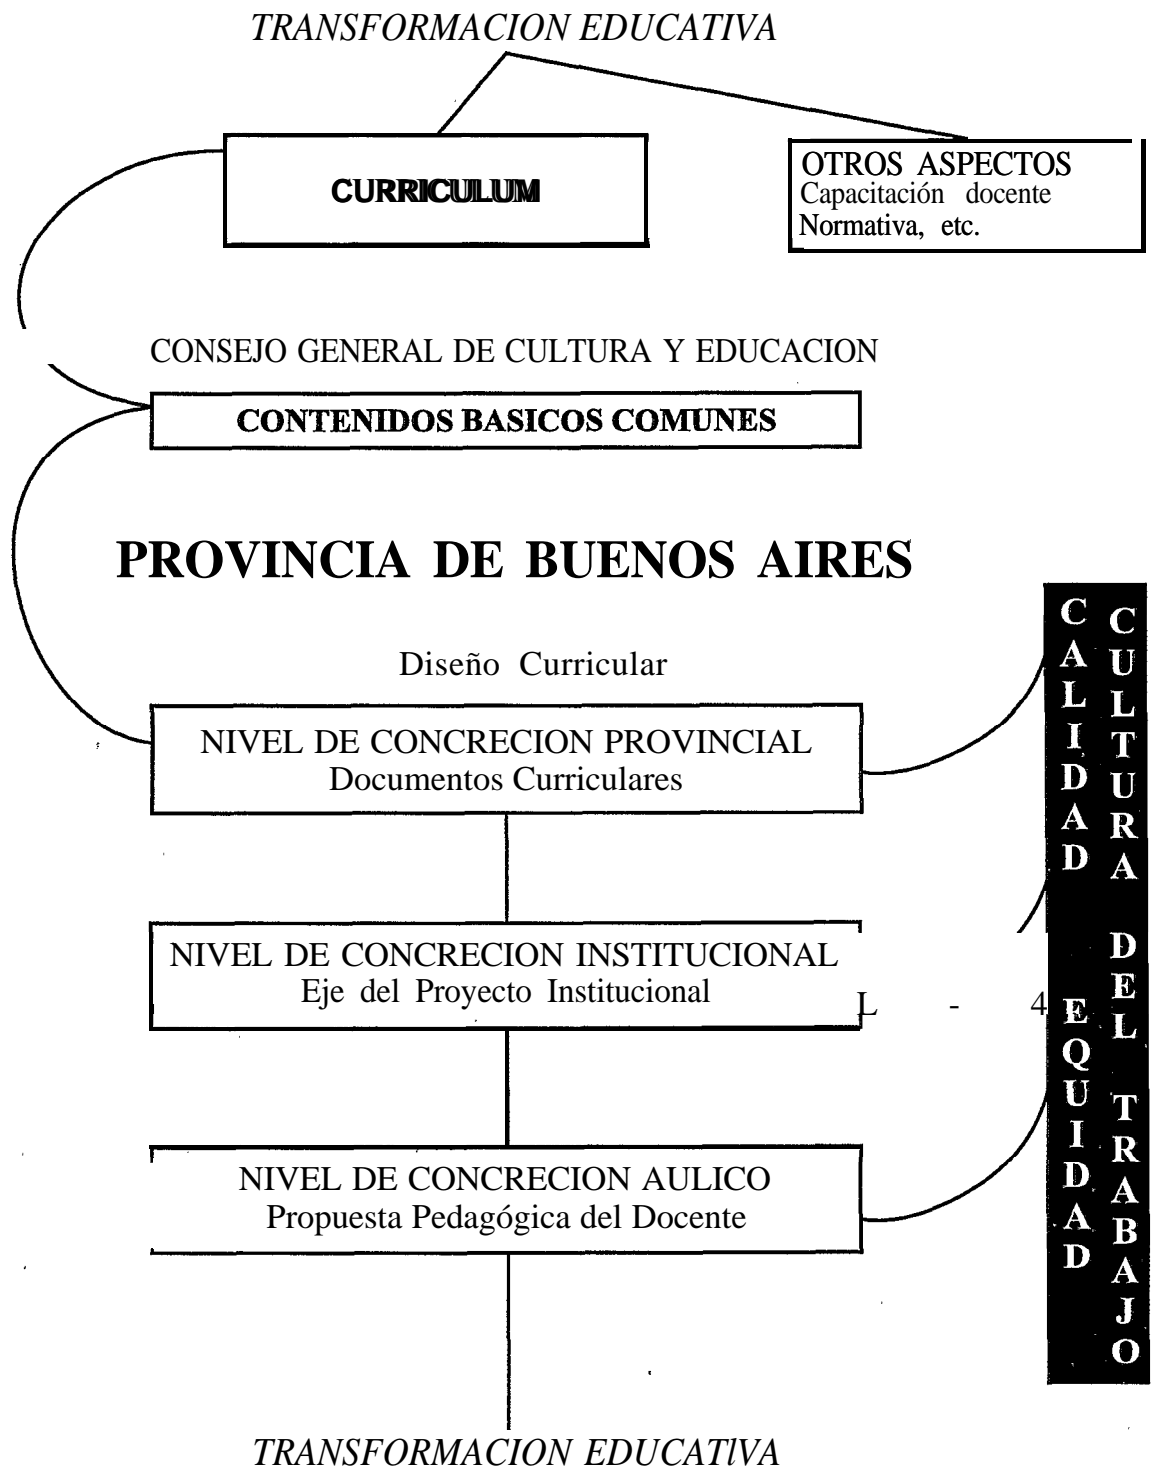 TRANSFORMACION EDUCATIVA
CURRICULUM
OTROS ASPECTOS
Capacitación docente
Normativa, etc.
CONSEJO GENERAL DE CULTURA Y EDUCACION
CONTENIDOS BASICOS COMUNES
PROVINCIA DE BUENOS AIRES
Diseño Curricular
NIVEL DE CONCRECION PROVINCIAL
Documentos Curriculares
NIVEL DE CONCRECION INSTITUCIONAL
Eje del Proyecto Institucional
L - 4
NIVEL DE CONCRECION AULICO
Propuesta Pedagógica del Docente
CALIDAD EQUIDAD
CULTURA DEL TRABAJO
TRANSFORMACION EDUCATlVA